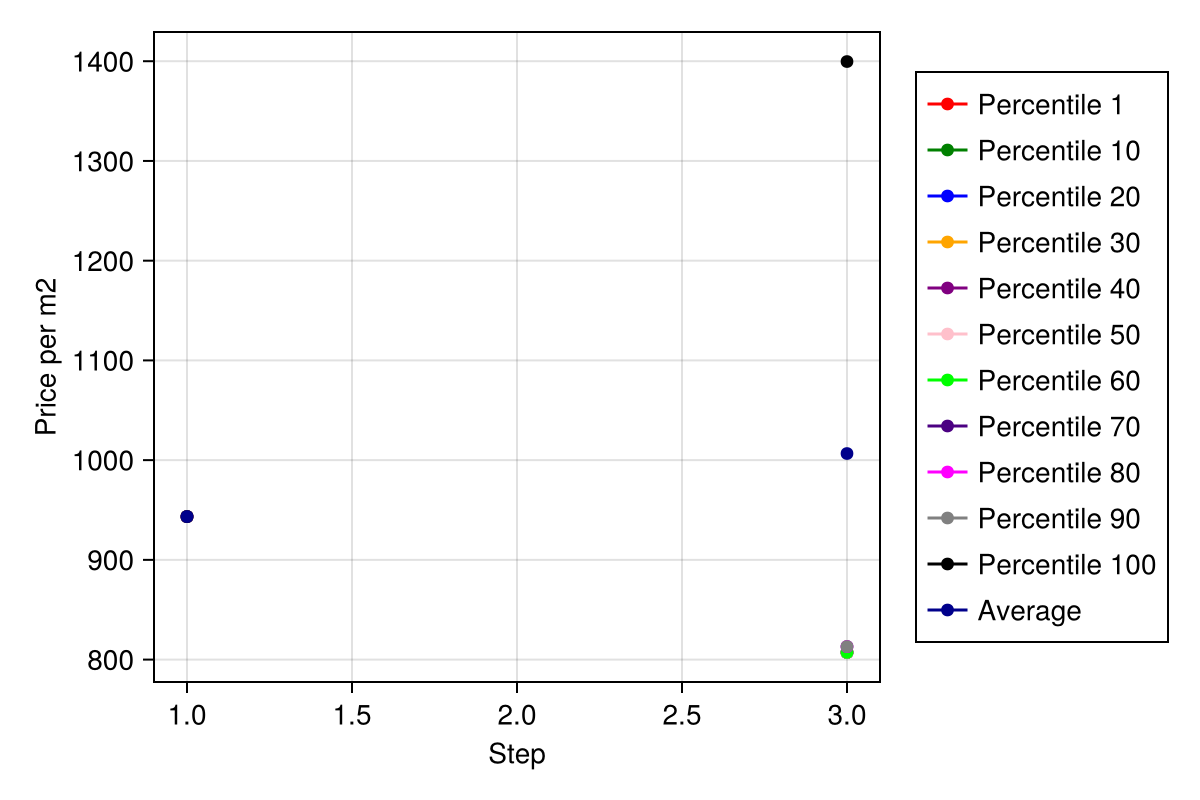 1400
1300
1200
1100
1000
900
800
Price per m2
1.0 1.5 2.0 2.5 3.0
Step
Percentile 1
Percentile 10
Percentile 20
Percentile 30
Percentile 40
Percentile 50
Percentile 60
Percentile 70
Percentile 80
Percentile 90
Percentile 100
Average